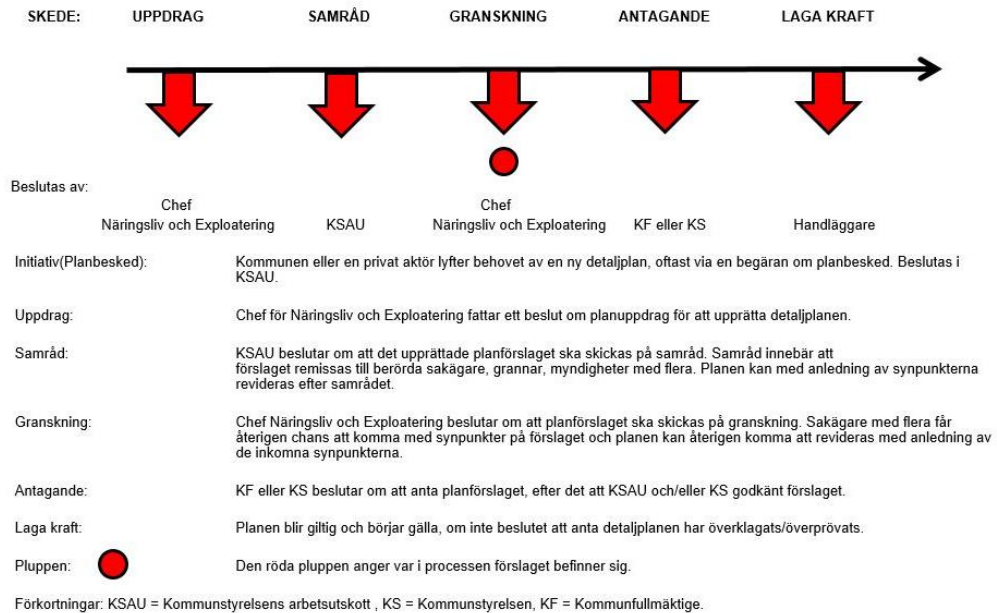 SKEDE: UPPDRAG SAMRÅD GRANSKNING ANTAGANDE LAGA KRAFT
Beslutas av:
Chef Chef
Näringsliv och Exploatering KSAU Näringsliv och Exploatering KF eller KS Handläggare
Initiativ(Planbesked): Kommunen eller en privat aktör lyfter behovet av en ny detaljplan, oftast via en begäran om planbesked. Beslutas i
KSAU.
Uppdrag: Chef för Näringsliv och Exploatering fattar ett beslut om planuppdrag för att upprätta detaljplanen.
Samråd: KSAU beslutar om att det upprättade planförslaget ska skickas på samråd. Samråd innebär att
förslaget remissas till berörda sakägare, grannar, myndigheter med flera. Planen kan med anledning av synpunkterna
revideras efter samrådet.
Granskning: Chef Näringsliv och Exploatering beslutar om att planförslaget ska skickas på granskning. Sakägare med flera får
återigen chans att komma med synpunkter på förslaget och planen kan återigen komma att revideras med anledning av
de inkomna synpunkterna.
Antagande: KF eller KS beslutar om att anta planförslaget, efter det att KSAU och/eller KS godkänt förslaget.
Laga kraft: Planen blir giltig och börjar gälla, om inte beslutet att anta detaljplanen har överklagats/överprövats.
Pluppen: Den röda pluppen anger var i processen förslaget befinner sig.
Förkortningar: KSAU = Kommunstyrelsens arbetsutskott , KS = Kommunstyrelsen, KF = Kommunfullmäktige.